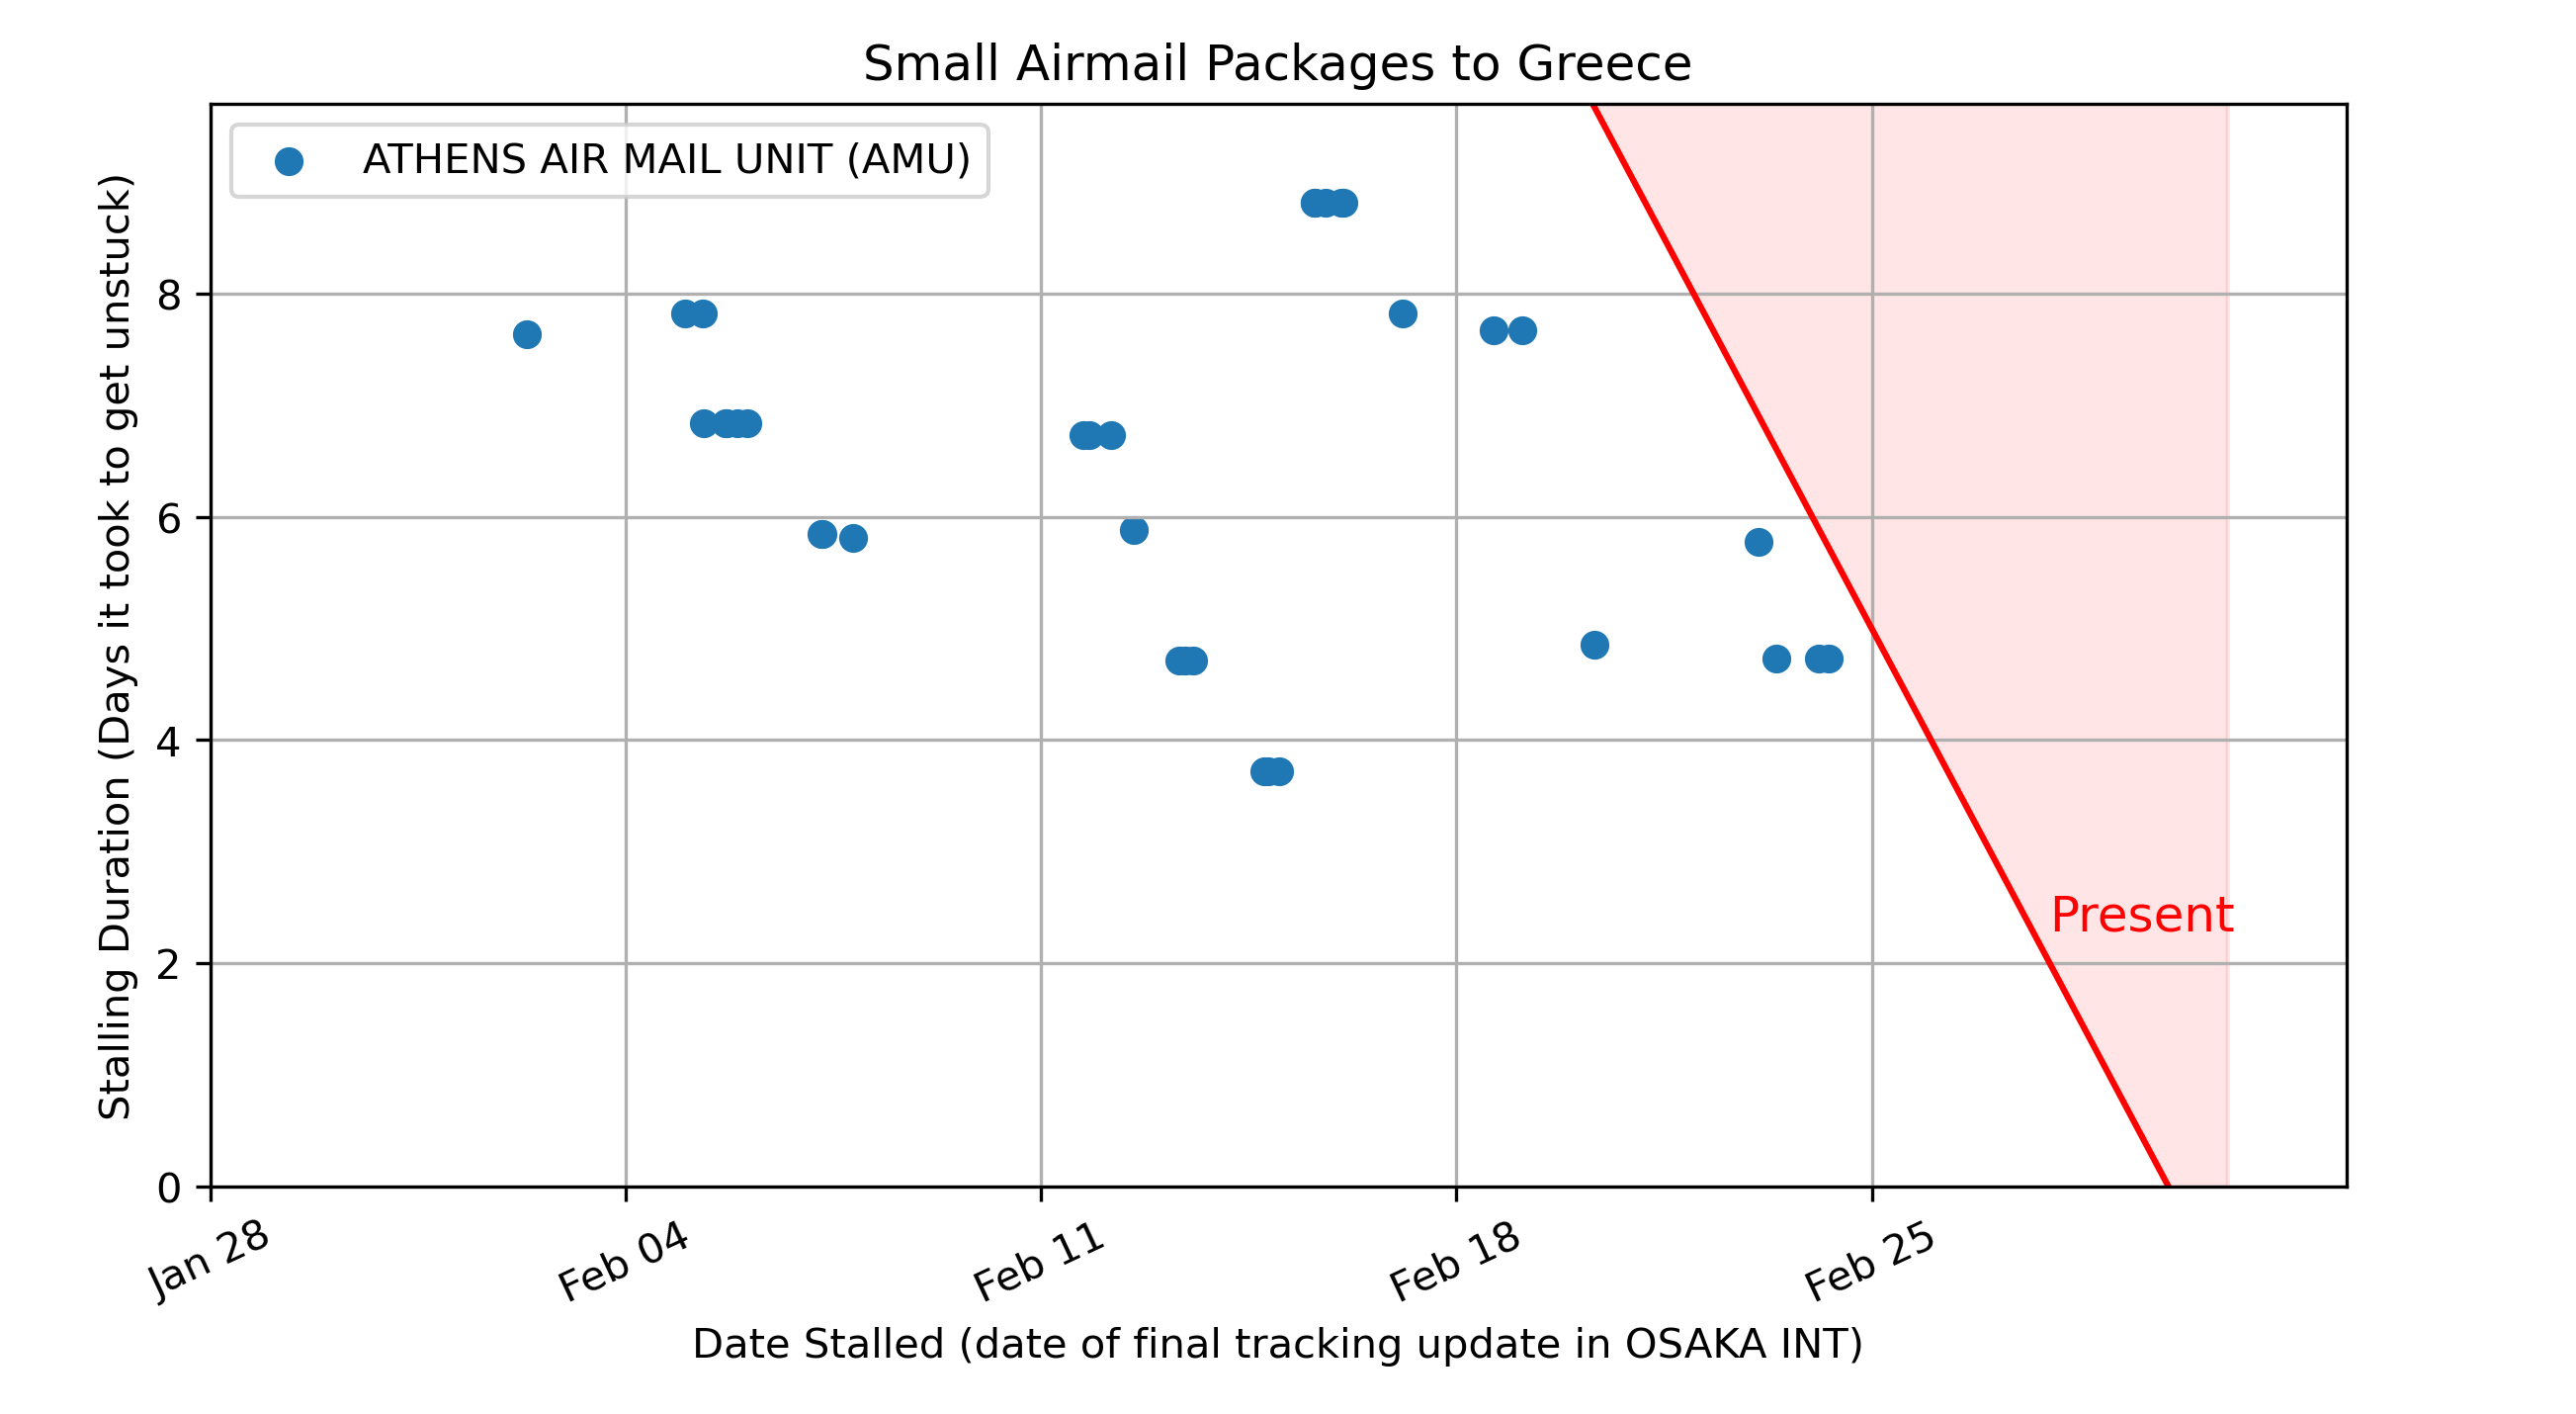 Small Airmail Packages to Greece
ATHENS AIR MAIL UNIT (AMU)
Stalling Duration (Days it took to get unstuck)
8
6
4
2
0
Present
Jan 28
Feb 04
Feb 11
Feb 18
Feb 25
Date Stalled (date of final tracking update in OSAKA INT)